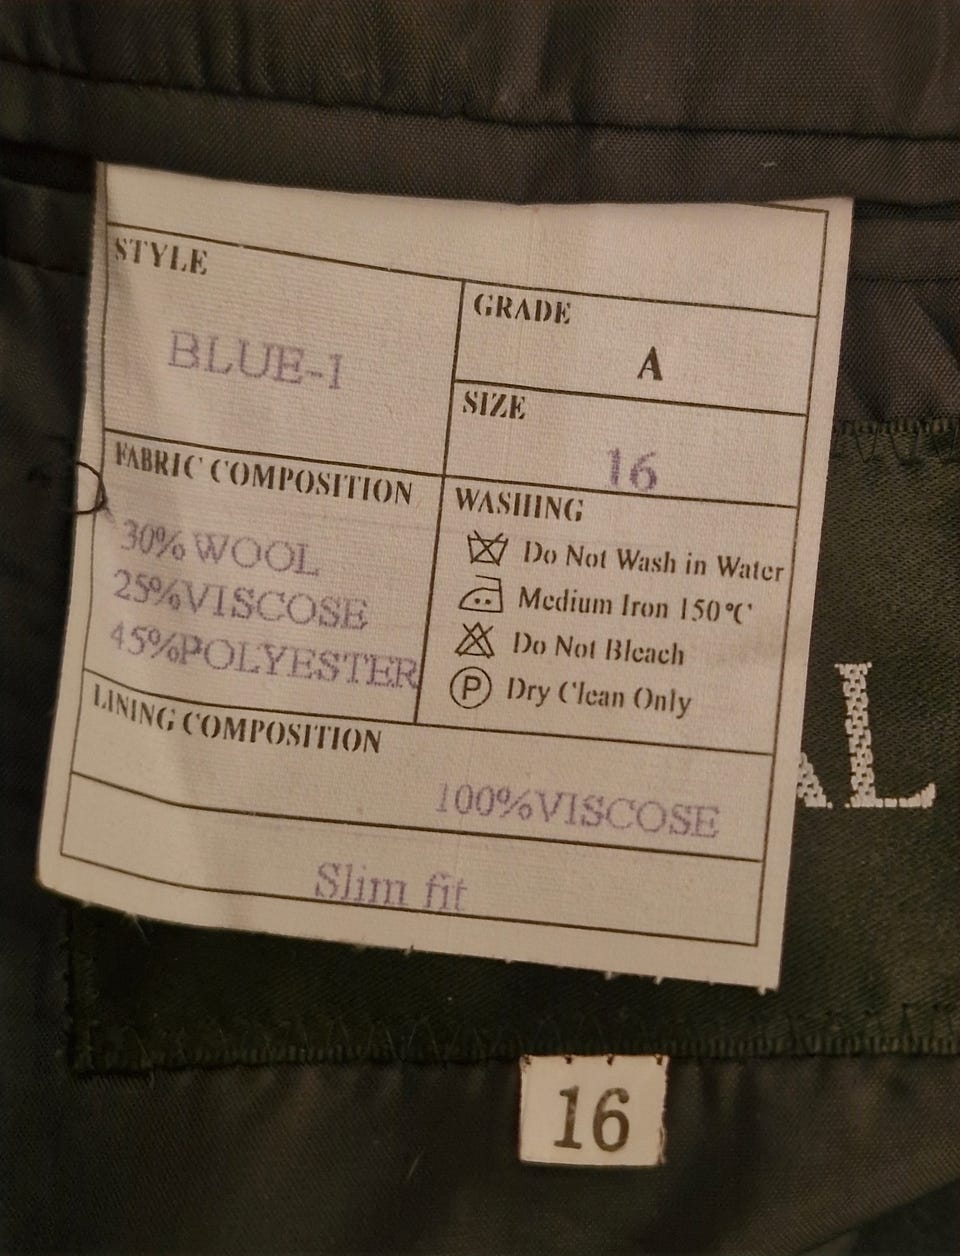 STYLE
BLUE-1
GRADE
A
SIZE
16
FABRIC COMPOSITION
30% WOOL
25%VISCOSE
45%POLYESTER
WASHING
Do Not Wash in Water
Medium Iron 150°C
Do Not Bleach
P Dry Clean Only
LINING COMPOSITION
100%VISCOSE
Slim fit
AL
16